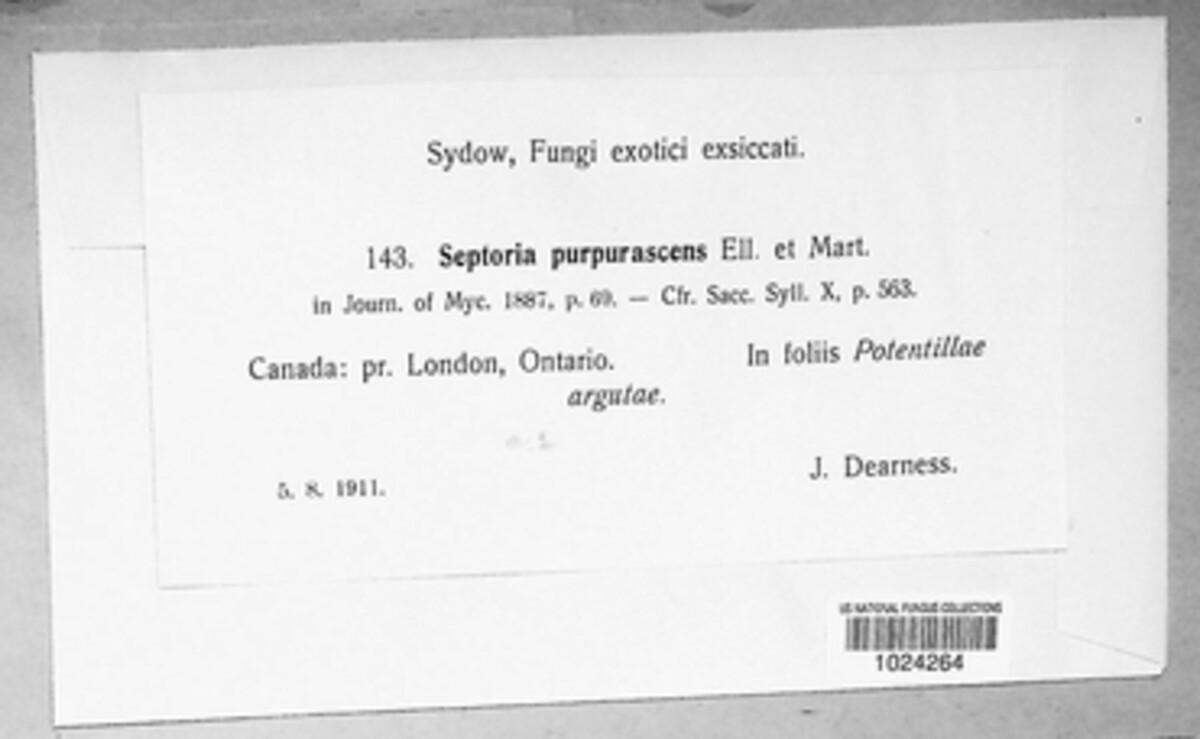 Sydow, Fungi exotici exsiccati.
143. Septoria purpurascens Ell. et Mart.
in Journ. of Myc. 1887, p. 69. — Cfr. Sacc. Syll. X, p. 563.
Canada: pr. London, Ontario. In foliis Potentillae
argutae.
5. 8. 1911. J. Dearness.
US NATIONAL FUNGUS COLLECTIONS
1024264